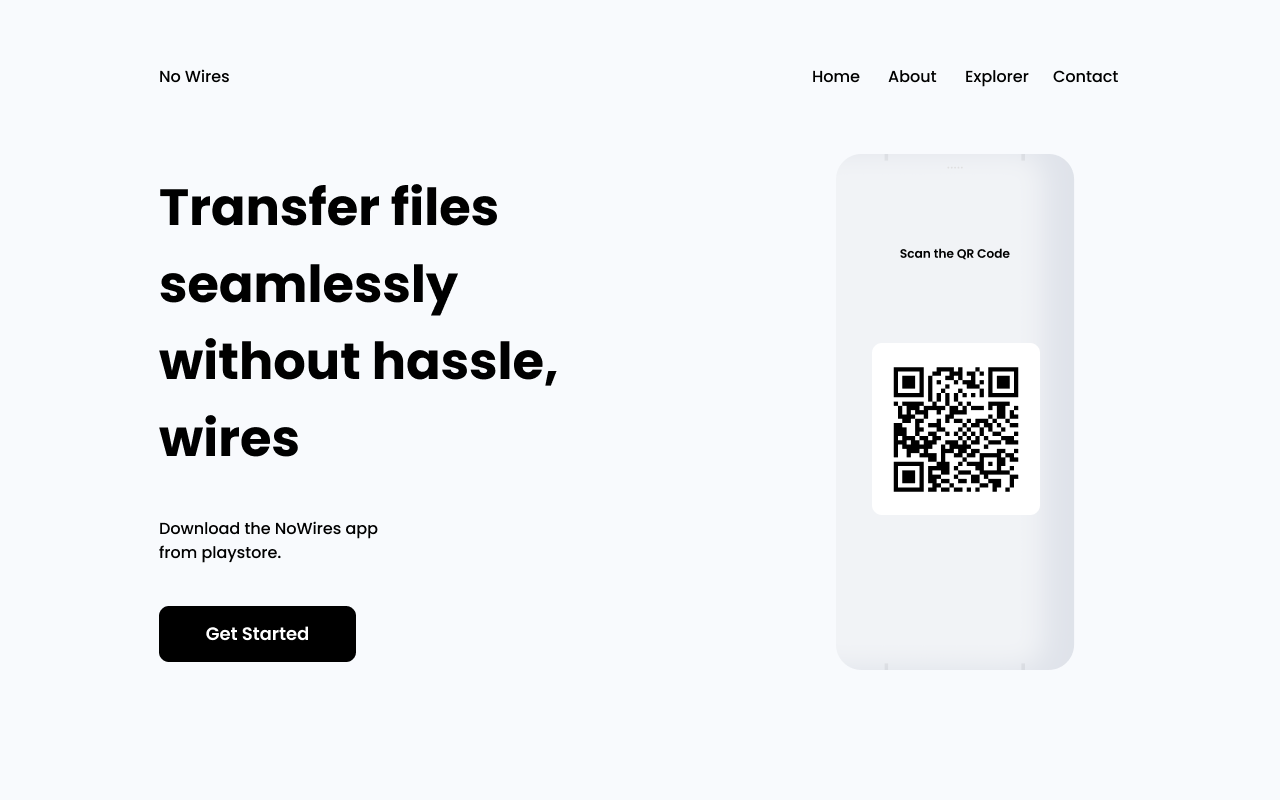 No Wires
Home About Explorer Contact
Transfer files
seamlessly
without hassle,
wires
Download the NoWires app
from playstore.
Get Started
Scan the QR Code